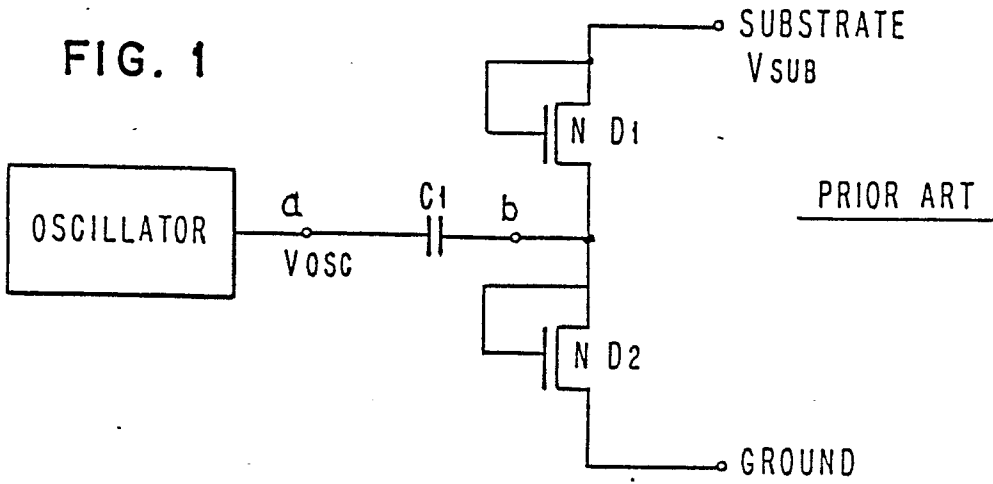 FIG. 1
SUBSTRATE
VSUB
N D1
PRIOR ART
OSCILLATOR
a
C1
b
VOSC
N D2
GROUND